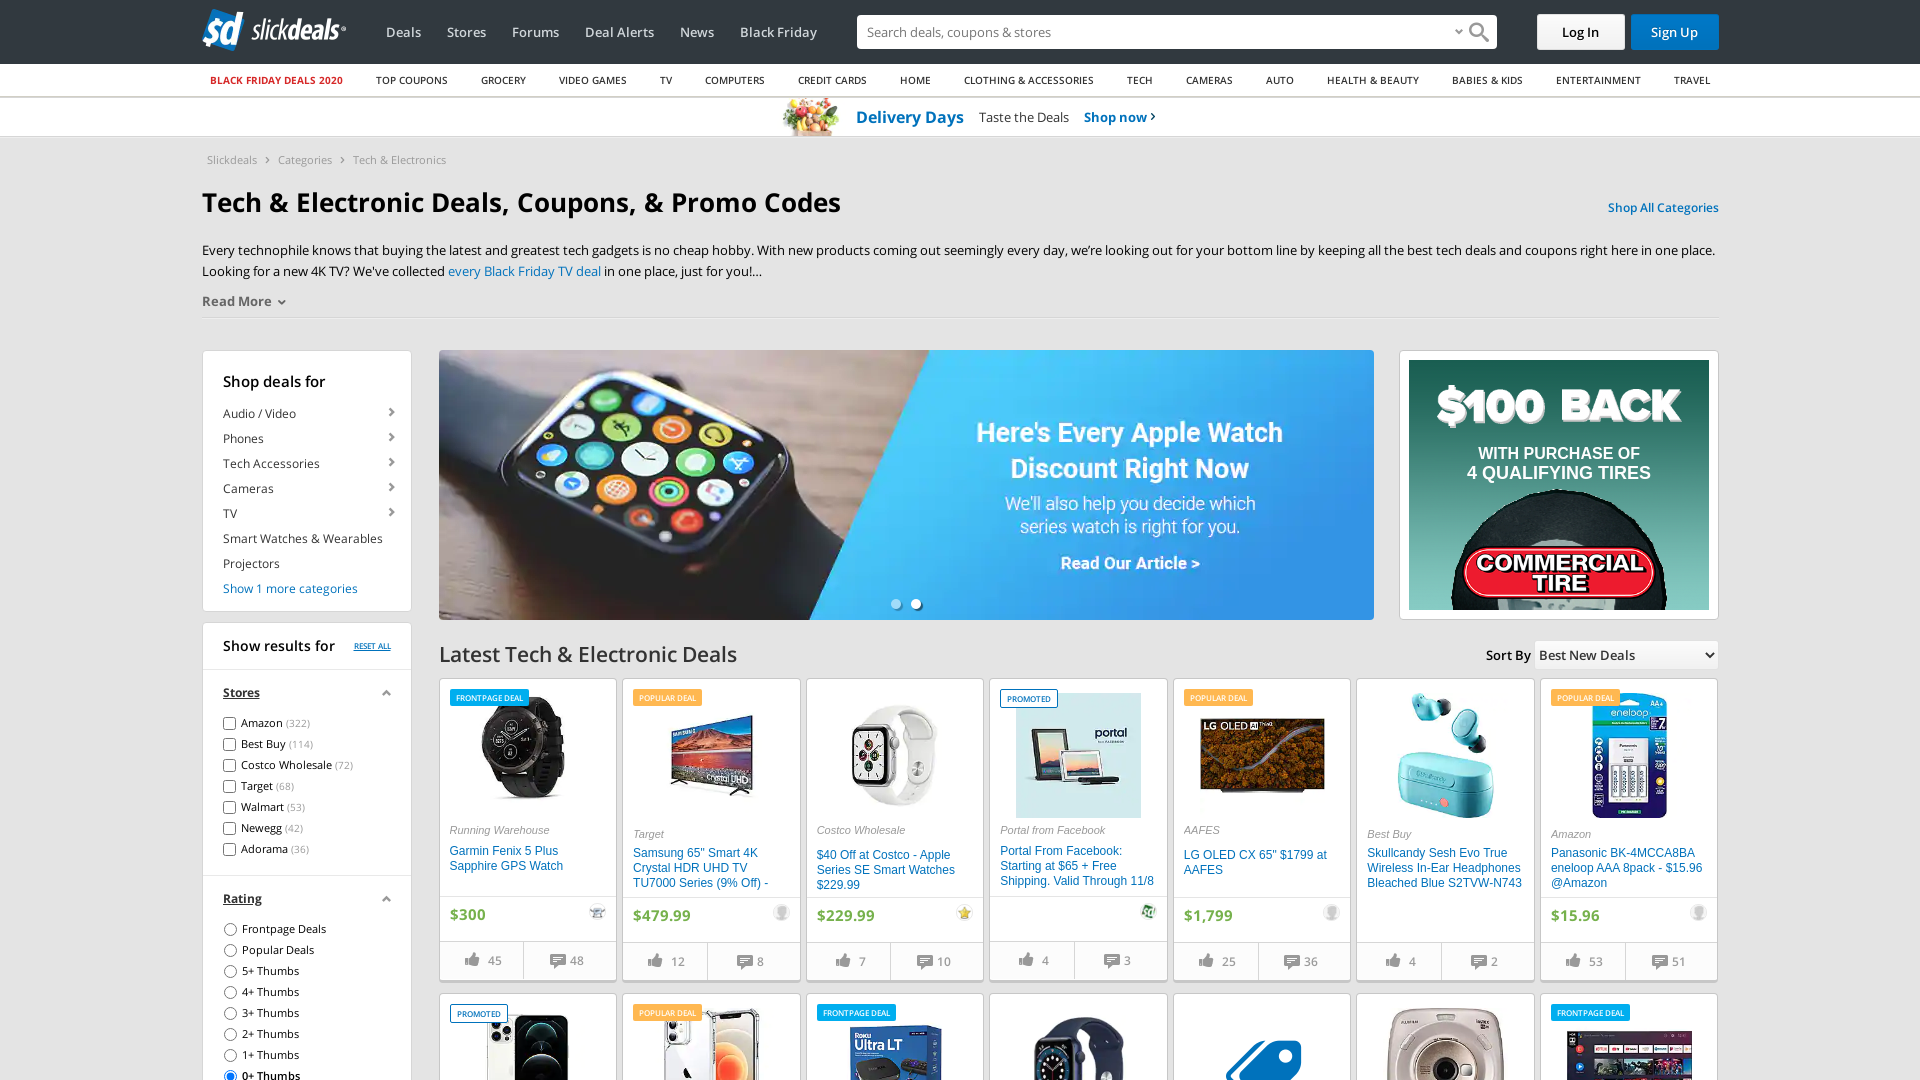 slickdeals
Deals
Stores
Forums
Deal Alerts
News
Black Friday
Search deals, coupons & stores
Log In
Sign Up
BLACK FRIDAY DEALS 2020
TOP COUPONS
GROCERY
VIDEO GAMES
TV
COMPUTERS
CREDIT CARDS
HOME
CLOTHING & ACCESSORIES
TECH
CAMERAS
AUTO
HEALTH & BEAUTY
BABIES & KIDS
ENTERTAINMENT
TRAVEL
Delivery Days Taste the Deals Shop now
Slickdeals > Categories > Tech & Electronics
Tech & Electronic Deals, Coupons, & Promo Codes
Shop All Categories
Every technophile knows that buying the latest and greatest tech gadgets is no cheap hobby. With new products coming out seemingly every day, we’re looking out for your bottom line by keeping all the best tech deals and coupons right here in one place.
Looking for a new 4K TV? We've collected every Black Friday TV deal in one place, just for you!...
Read More
Shop deals for
Audio / Video
Phones
Tech Accessories
Cameras
TV
Smart Watches & Wearables
Projectors
Show 1 more categories
Show results for RESET ALL
Stores
Amazon (322)
Best Buy (114)
Costco Wholesale (72)
Target (68)
Walmart (53)
Newegg (42)
Adorama (36)
Rating
Frontpage Deals
Popular Deals
5+ Thumbs
4+ Thumbs
3+ Thumbs
2+ Thumbs
1+ Thumbs
0+ Thumbs
Here's Every Apple Watch
Discount Right Now
We'll also help you decide which
series watch is right for you.
Read Our Article >
$100 BACK
WITH PURCHASE OF
4 QUALIFYING TIRES
COMMERCIAL
TIRE
Latest Tech & Electronic Deals
Sort By Best New Deals
FRONTPAGE DEAL
Running Warehouse
Garmin Fenix 5 Plus
Sapphire GPS Watch
$300
45 48
POPULAR DEAL
Target
Samsung 65" Smart 4K
Crystal HDR UHD TV
TU7000 Series (9% Off) -
$479.99
12 8
Costco Wholesale
$40 Off at Costco - Apple
Series SE Smart Watches
$229.99
$229.99
7 10
PROMOTED
portal
Portal from Facebook
Portal From Facebook:
Starting at $65 + Free
Shipping. Valid Through 11/8
4 3
POPULAR DEAL
LG OLED AI ThinQ
AAFES
LG OLED CX 65" $1799 at
AAFES
$1,799
25 36
Best Buy
Skullcandy Sesh Evo True
Wireless In-Ear Headphones
Bleached Blue S2TVW-N743
4 2
POPULAR DEAL
AA+
eneloop
Amazon
Panasonic BK-4MCCA8BA
eneloop AAA 8pack - $15.96
@Amazon
$15.96
53 51
PROMOTED
POPULAR DEAL
FRONTPAGE DEAL
Roku
Ultra LT
FRONTPAGE DEAL